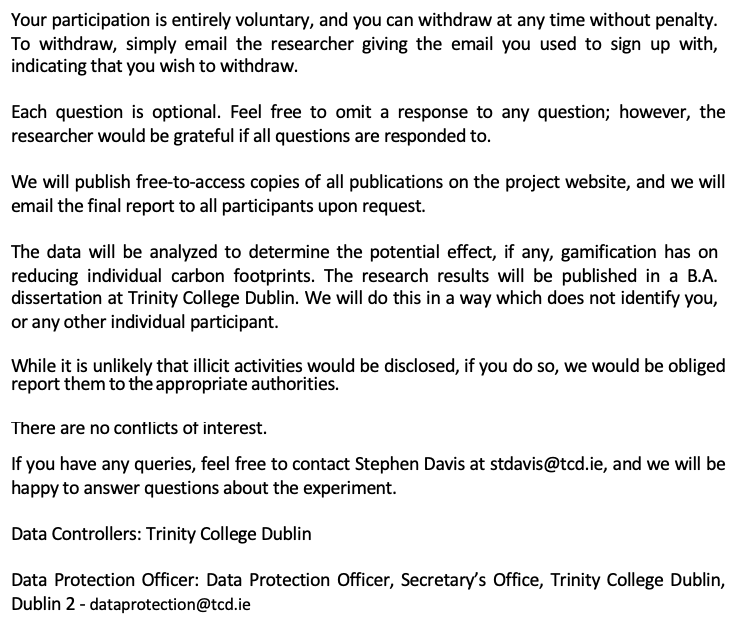 Your participation is entirely voluntary, and you can withdraw at any time without penalty.
To withdraw, simply email the researcher giving the email you used to sign up with,
indicating that you wish to withdraw.
Each question is optional. Feel free to omit a response to any question; however, the
researcher would be grateful if all questions are responded to.
We will publish free-to-access copies of all publications on the project website, and we will
email the final report to all participants upon request.
The data will be analyzed to determine the potential effect, if any, gamification has on
reducing individual carbon footprints. The research results will be published in a B.A.
dissertation at Trinity College Dublin. We will do this in a way which does not identify you,
or any other individual participant.
While it is unlikely that illicit activities would be disclosed, if you do so, we would be obliged
report them to the appropriate authorities.
There are no conflicts of interest.
If you have any queries, feel free to contact Stephen Davis at stdavis@tcd.ie, and we will be
happy to answer questions about the experiment.
Data Controllers: Trinity College Dublin
Data Protection Officer: Data Protection Officer, Secretary’s Office, Trinity College Dublin,
Dublin 2 - dataprotection@tcd.ie